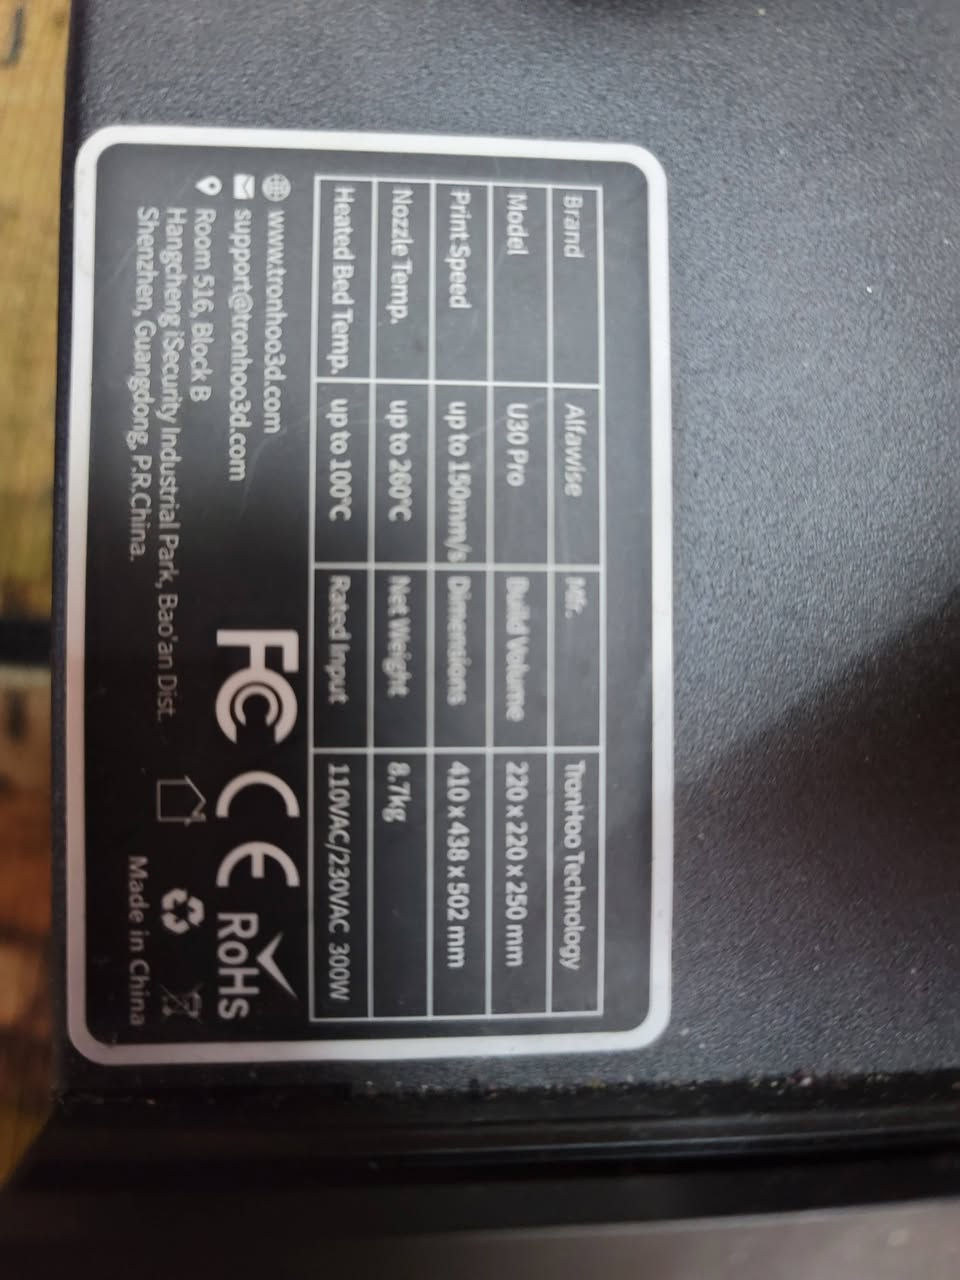 Brand Alfawise Mfr. TronHoo Technology
Model U30 Pro Build Volume 220 x 220 x 250 mm
Print Speed up to 150mm/s Dimensions 410 x 438 x 502 mm
Nozzle Temp. up to 260℃ Net Weight 8.7kg
Heated Bed Temp. up to 100℃ Rated Input 110VAC/230VAC 300W
www.tronhoo3d.com
support@tronhoo3d.com
Room 516, Block B
Hangcheng iSecurity Industrial Park, Bao'an Dist.
Shenzhen, Guangdong, P.R.China.
FC CE RoHS
Made in China